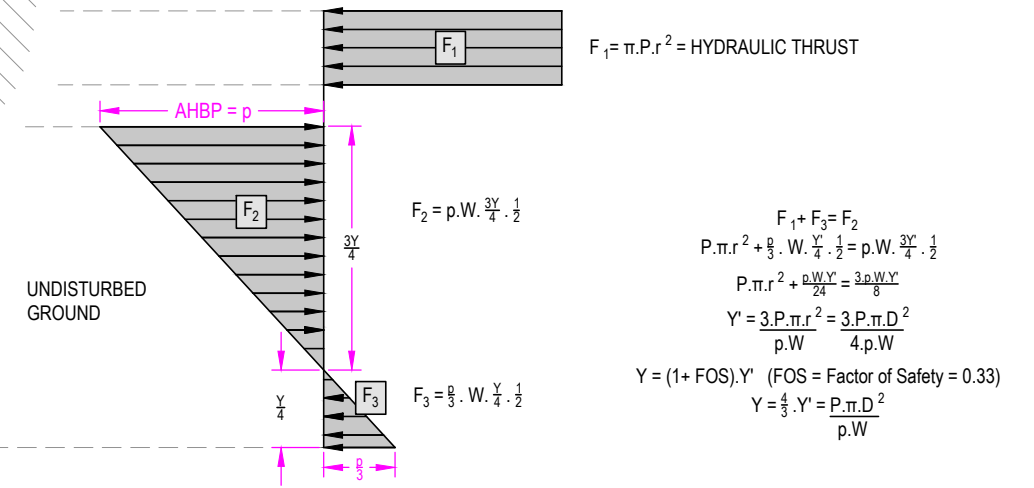 F₁
F₁ = π.P.r² = HYDRAULIC THRUST
AHBP = p
F₂
F₂ = p.W. 3Y/4 . 1/2
3Y/4
UNDISTURBED
GROUND
F₃
F₃ = p/3 . W. Y/4 . 1/2
Y/4
p/3
F₁ + F₃ = F₂
P.π.r² + p/3 . W. Y'/4 . 1/2 = p.W. 3Y'/4 . 1/2
P.π.r² + p.W.Y'/24 = 3.p.W.Y'/8
Y' = 3.P.π.r²/p.W = 3.P.π.D²/4.p.W
Y = (1+ FOS).Y' (FOS = Factor of Safety = 0.33)
Y = 4/3 .Y' = P.π.D²/p.W